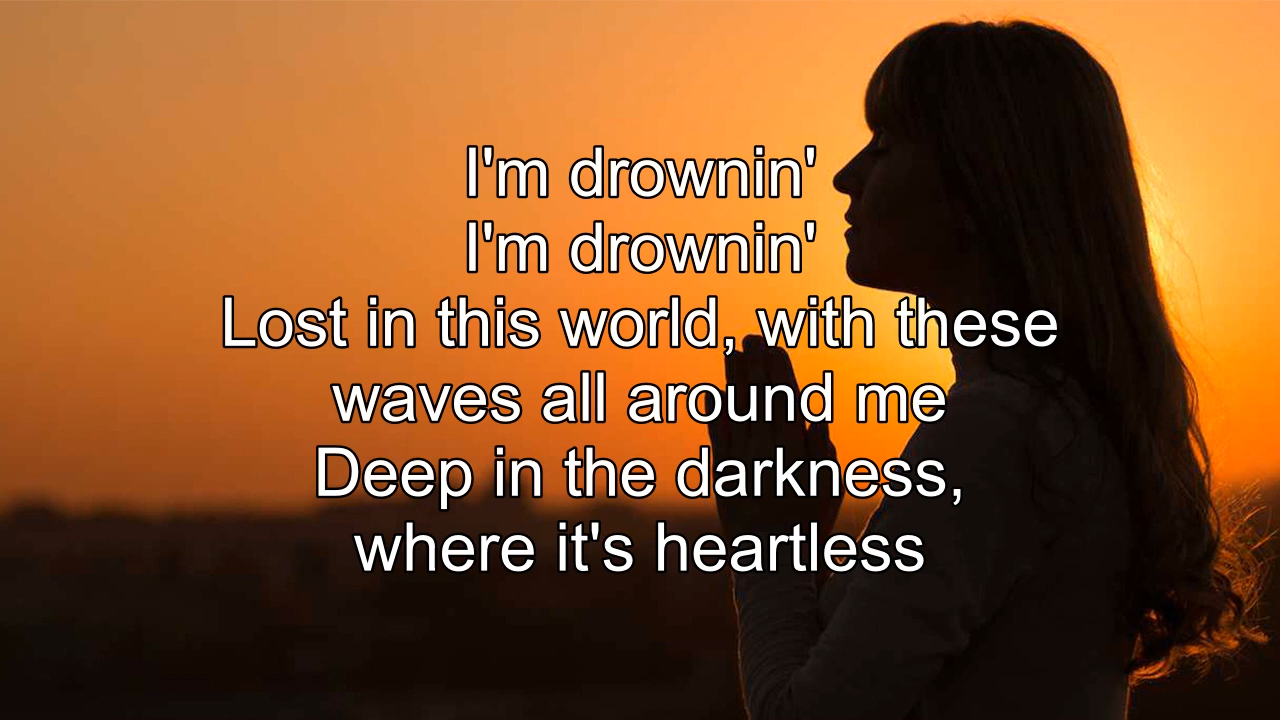 I'm drownin'
I'm drownin'
Lost in this world, with these
waves all around me
Deep in the darkness,
where it's heartless